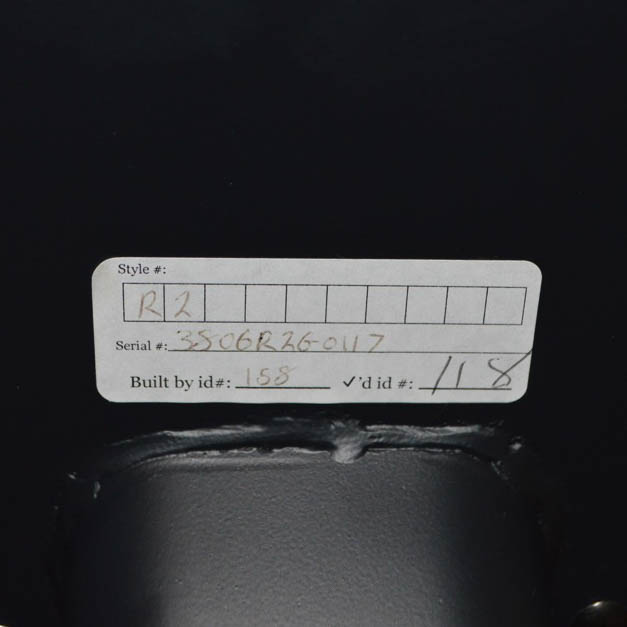 Style #:
R2
Serial #: 3506R26-0117
Built by id#: 158 ✓'d id #: 118